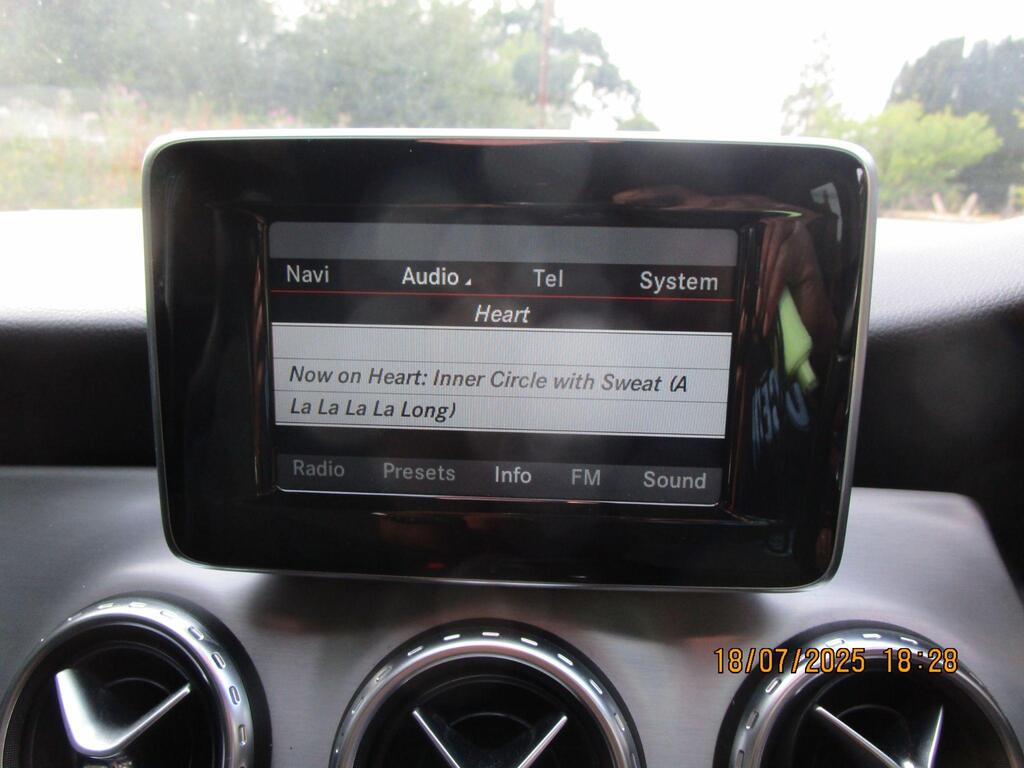 Navi Audio Tel System
Heart
Now on Heart: Inner Circle with Sweat (A
La La La La Long)
Radio Presets Info FM Sound
18/07/2025 18:28